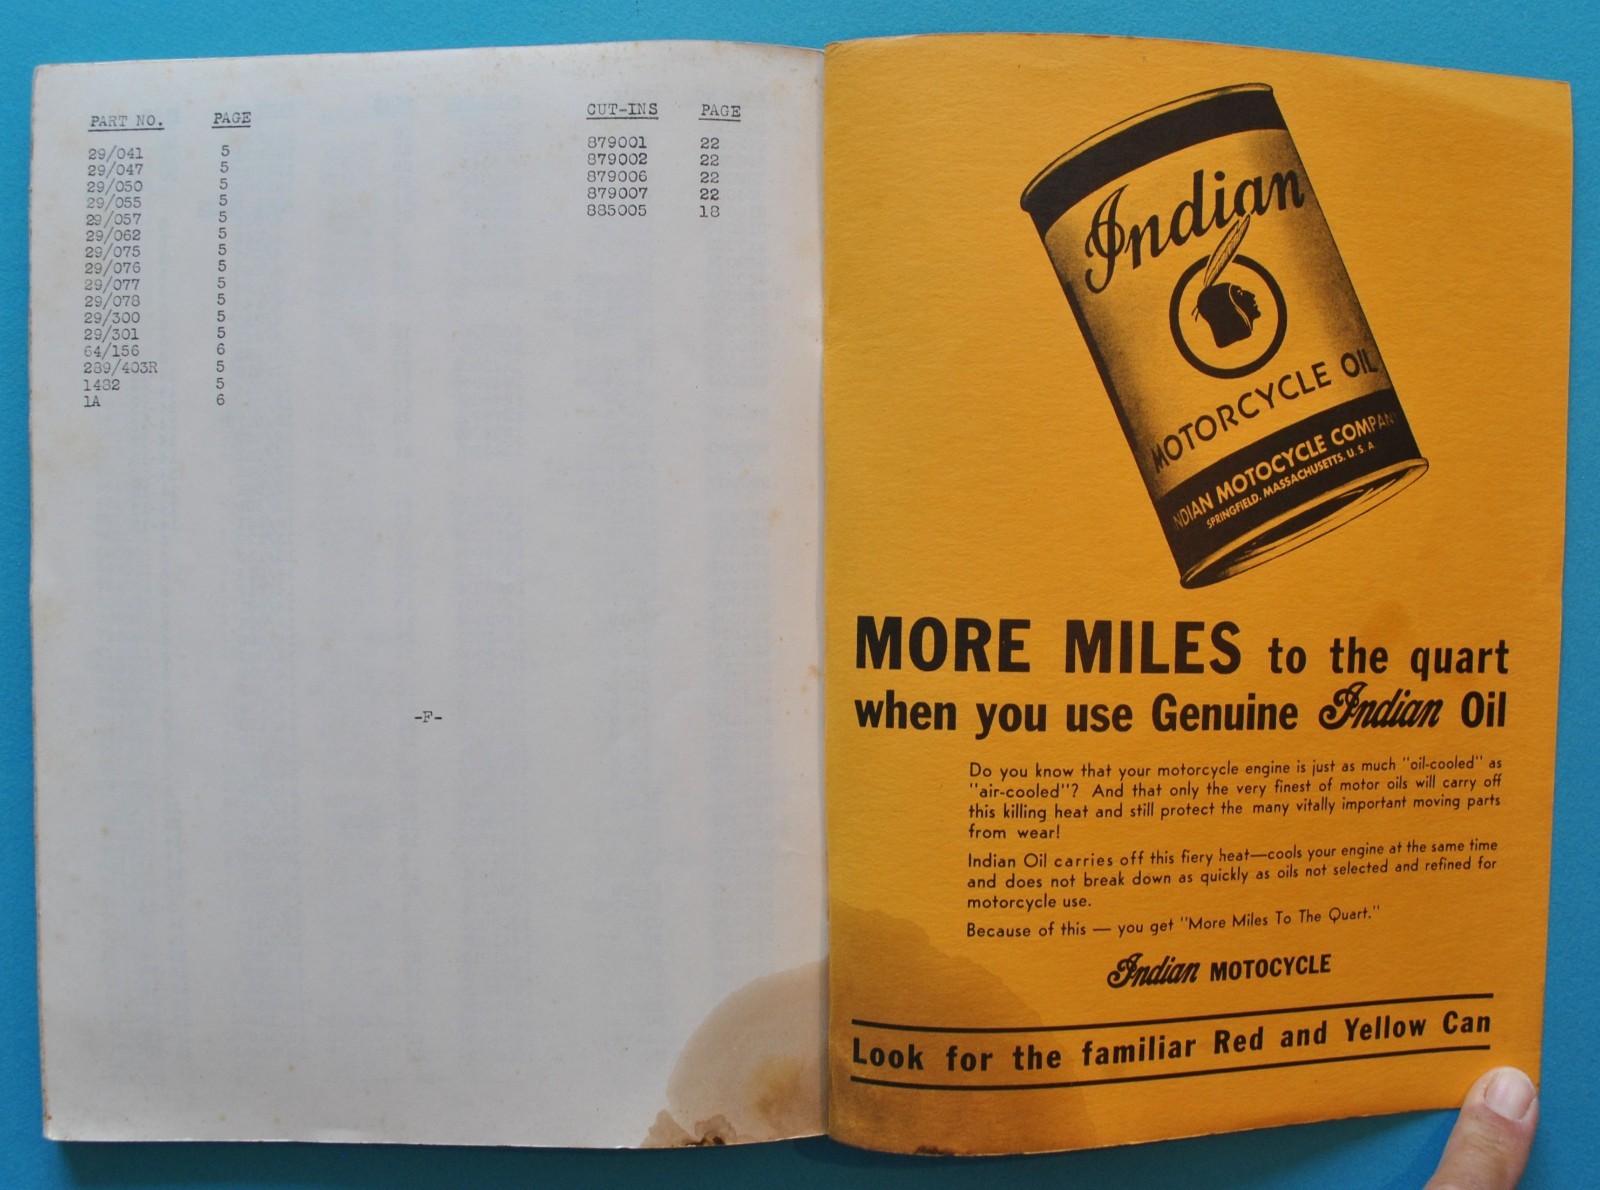 PART NO. PAGE
29/041 5
29/047 5
29/050 5
29/055 5
29/057 5
29/062 5
29/075 5
29/076 5
29/077 5
29/078 5
29/300 5
29/301 5
64/156 6
289/403R 5
1482 5
1A 6
CUT-INS PAGE
879001 22
879002 22
879006 22
879007 22
885005 18
-F-
Indian
MOTORCYCLE OIL
INDIAN MOTOCYCLE COMPANY
SPRINGFIELD, MASSACHUSETTS, U.S.A
MORE MILES to the quart
when you use Genuine Indian Oil
Do you know that your motorcycle engine is just as much "oil-cooled" as
"air-cooled"? And that only the very finest of motor oils will carry off
this killing heat and still protect the many vitally important moving parts
from wear!
Indian Oil carries off this fiery heat—cools your engine at the same time
and does not break down as quickly as oils not selected and refined for
motorcycle use.
Because of this — you get "More Miles To The Quart."
Indian MOTOCYCLE
Look for the familiar Red and Yellow Can